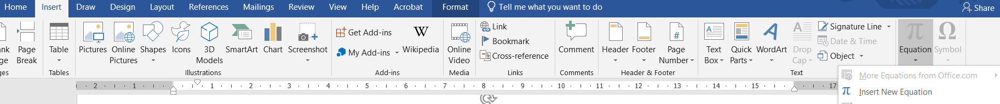 Home Insert Draw Design Layout References Mailings Review View Help Acrobat Format Tell me what you want to do Share
Page Break
Table
Pictures
Online Pictures
Shapes
Icons
3D Models
SmartArt
Chart
Screenshot
Get Add-ins
My Add-ins
W
Wikipedia
Online Video
Link
Bookmark
Cross-reference
Comment
Header
Footer
#
Page Number
A
Text Box
Quick Parts
A
WordArt
A
Drop Cap
Signature Line
Date & Time
Object
π
Equation
Ω
Symbol
Tables Illustrations Add-ins Media Links Comments Header & Footer Text
2 1 1 2 3 4 5 6 7 8 9 10 11 12 13 14 15 17
More Equations from Office.com
π Insert New Equation